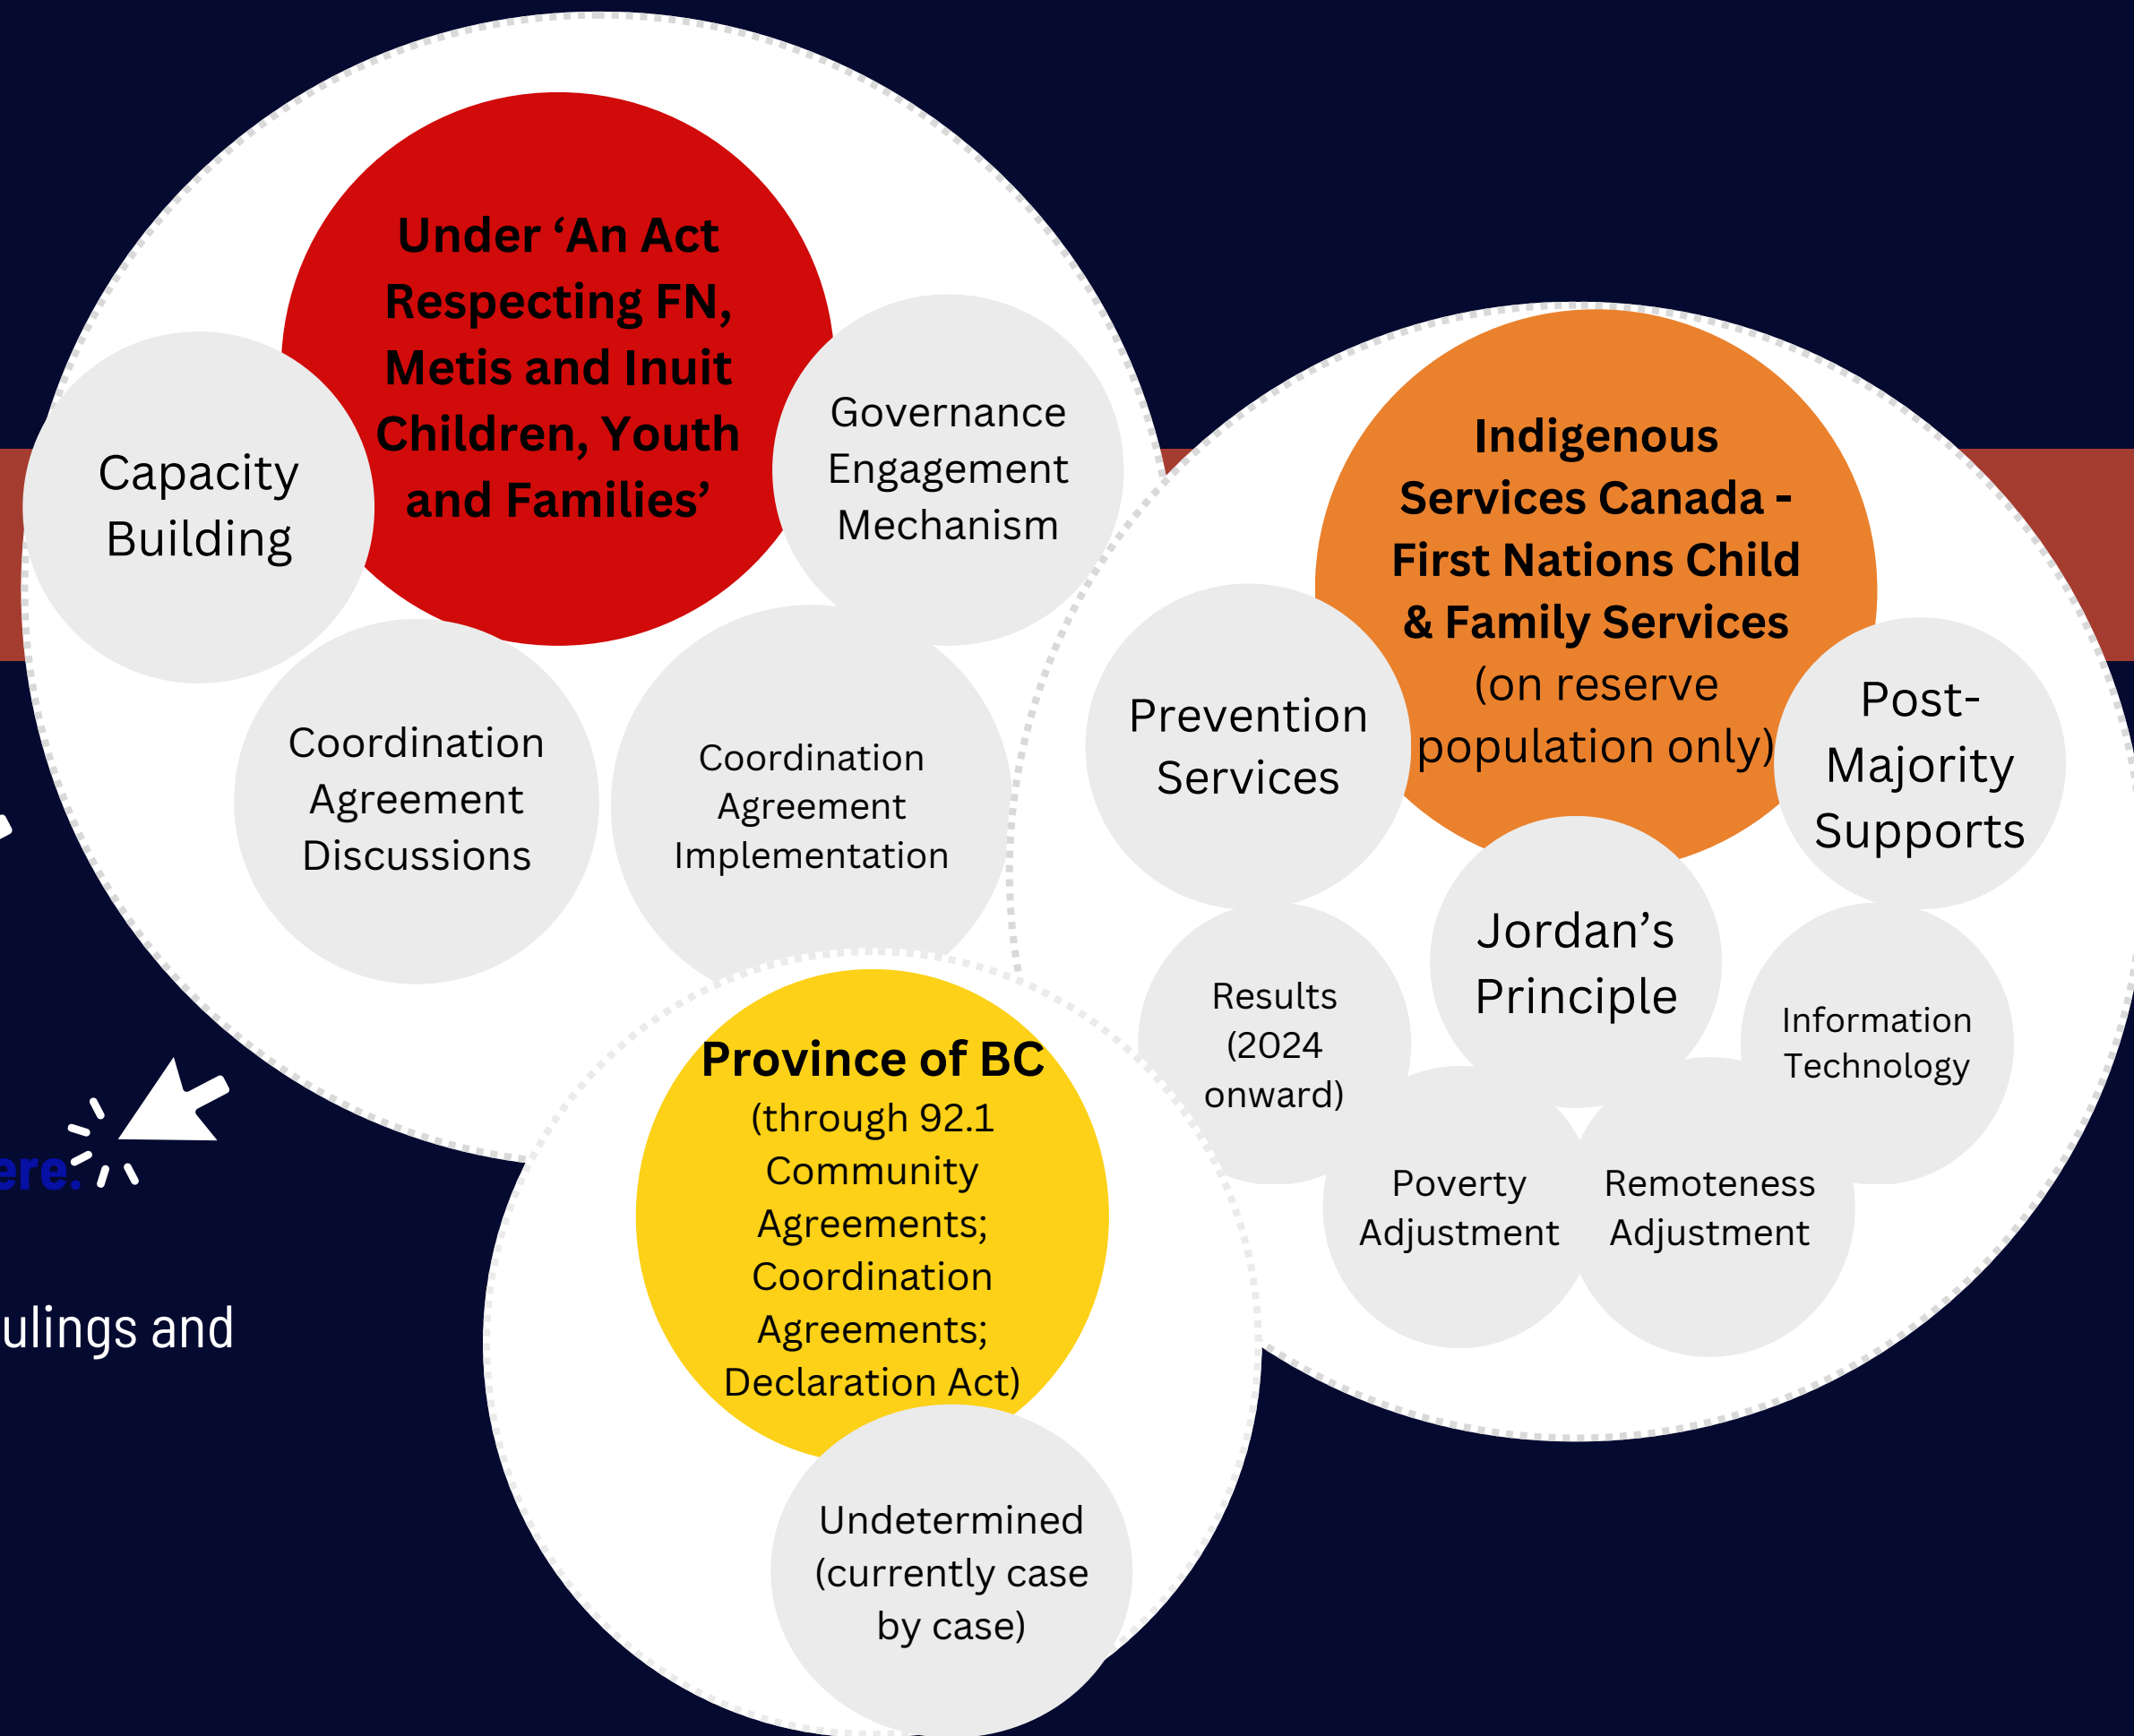 Under ‘An Act
Respecting FN,
Metis and Inuit
Children, Youth
and Families’
Capacity
Building
Governance
Engagement
Mechanism
Coordination
Agreement
Discussions
Coordination
Agreement
Implementation
Indigenous
Services Canada -
First Nations Child
& Family Services
(on reserve
population only)
Prevention
Services
Post-
Majority
Supports
Jordan’s
Principle
Results
(2024
onward)
Information
Technology
Poverty
Adjustment
Remoteness
Adjustment
Province of BC
(through 92.1
Community
Agreements;
Coordination
Agreements;
Declaration Act)
Undetermined
(currently case
by case)
ere.
ulings and